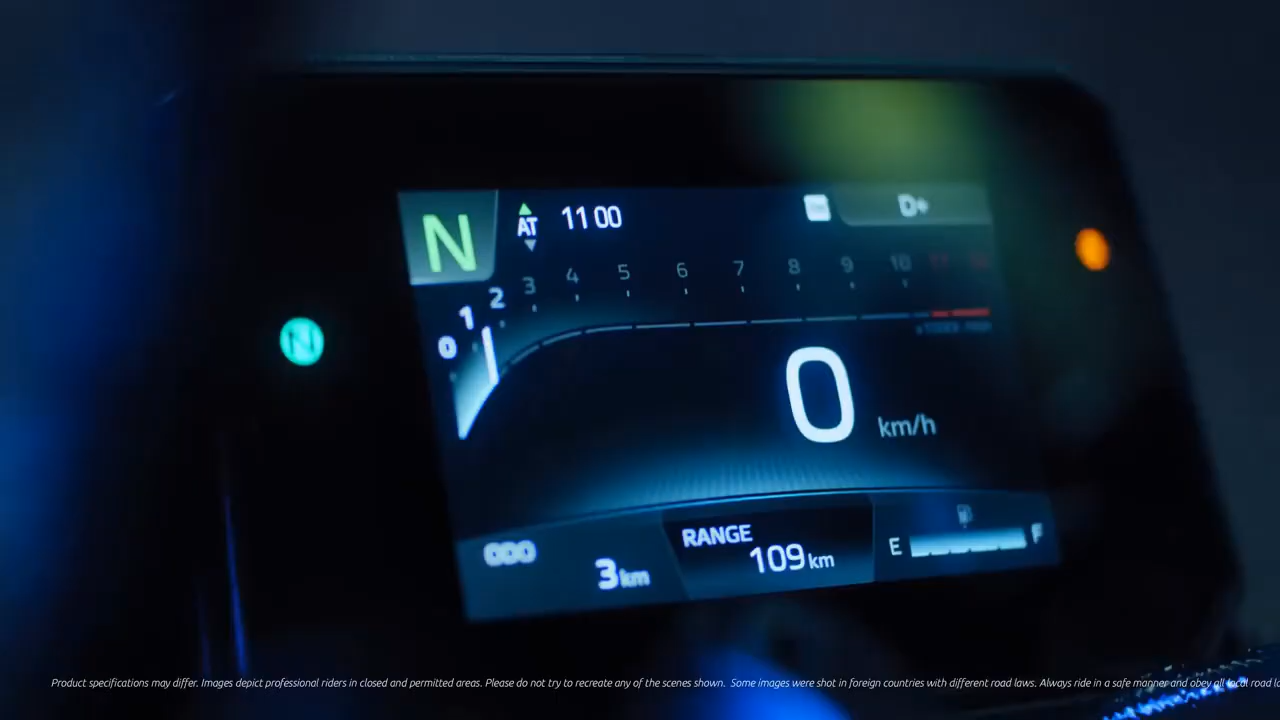 N
AT
11 00
D+
0 1 2 3 4 5 6 7 8 9 10
0
km/h
ODO
3 km
RANGE
109 km
E F
N
Product specifications may differ. Images depict professional riders in closed and permitted areas. Please do not try to recreate any of the scenes shown. Some images were shot in foreign countries with different road laws. Always ride in a safe manner and obey all local road